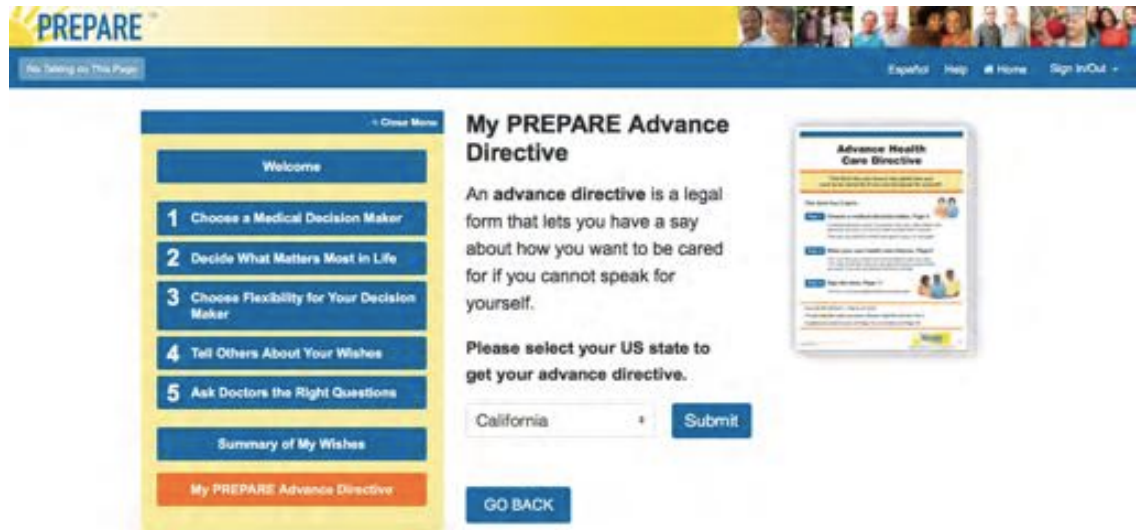 PREPARE
No Talking on This Page
Español Help Home Sign In/Out
Close Menu
Welcome
1 Choose a Medical Decision Maker
2 Decide What Matters Most in Life
3 Choose Flexibility for Your Decision
Maker
4 Tell Others About Your Wishes
5 Ask Doctors the Right Questions
Summary of My Wishes
My PREPARE Advance Directive
My PREPARE Advance
Directive
An advance directive is a legal
form that lets you have a say
about how you want to be cared
for if you cannot speak for
yourself.
Please select your US state to
get your advance directive.
California
Submit
GO BACK
Advance Health
Care Directive